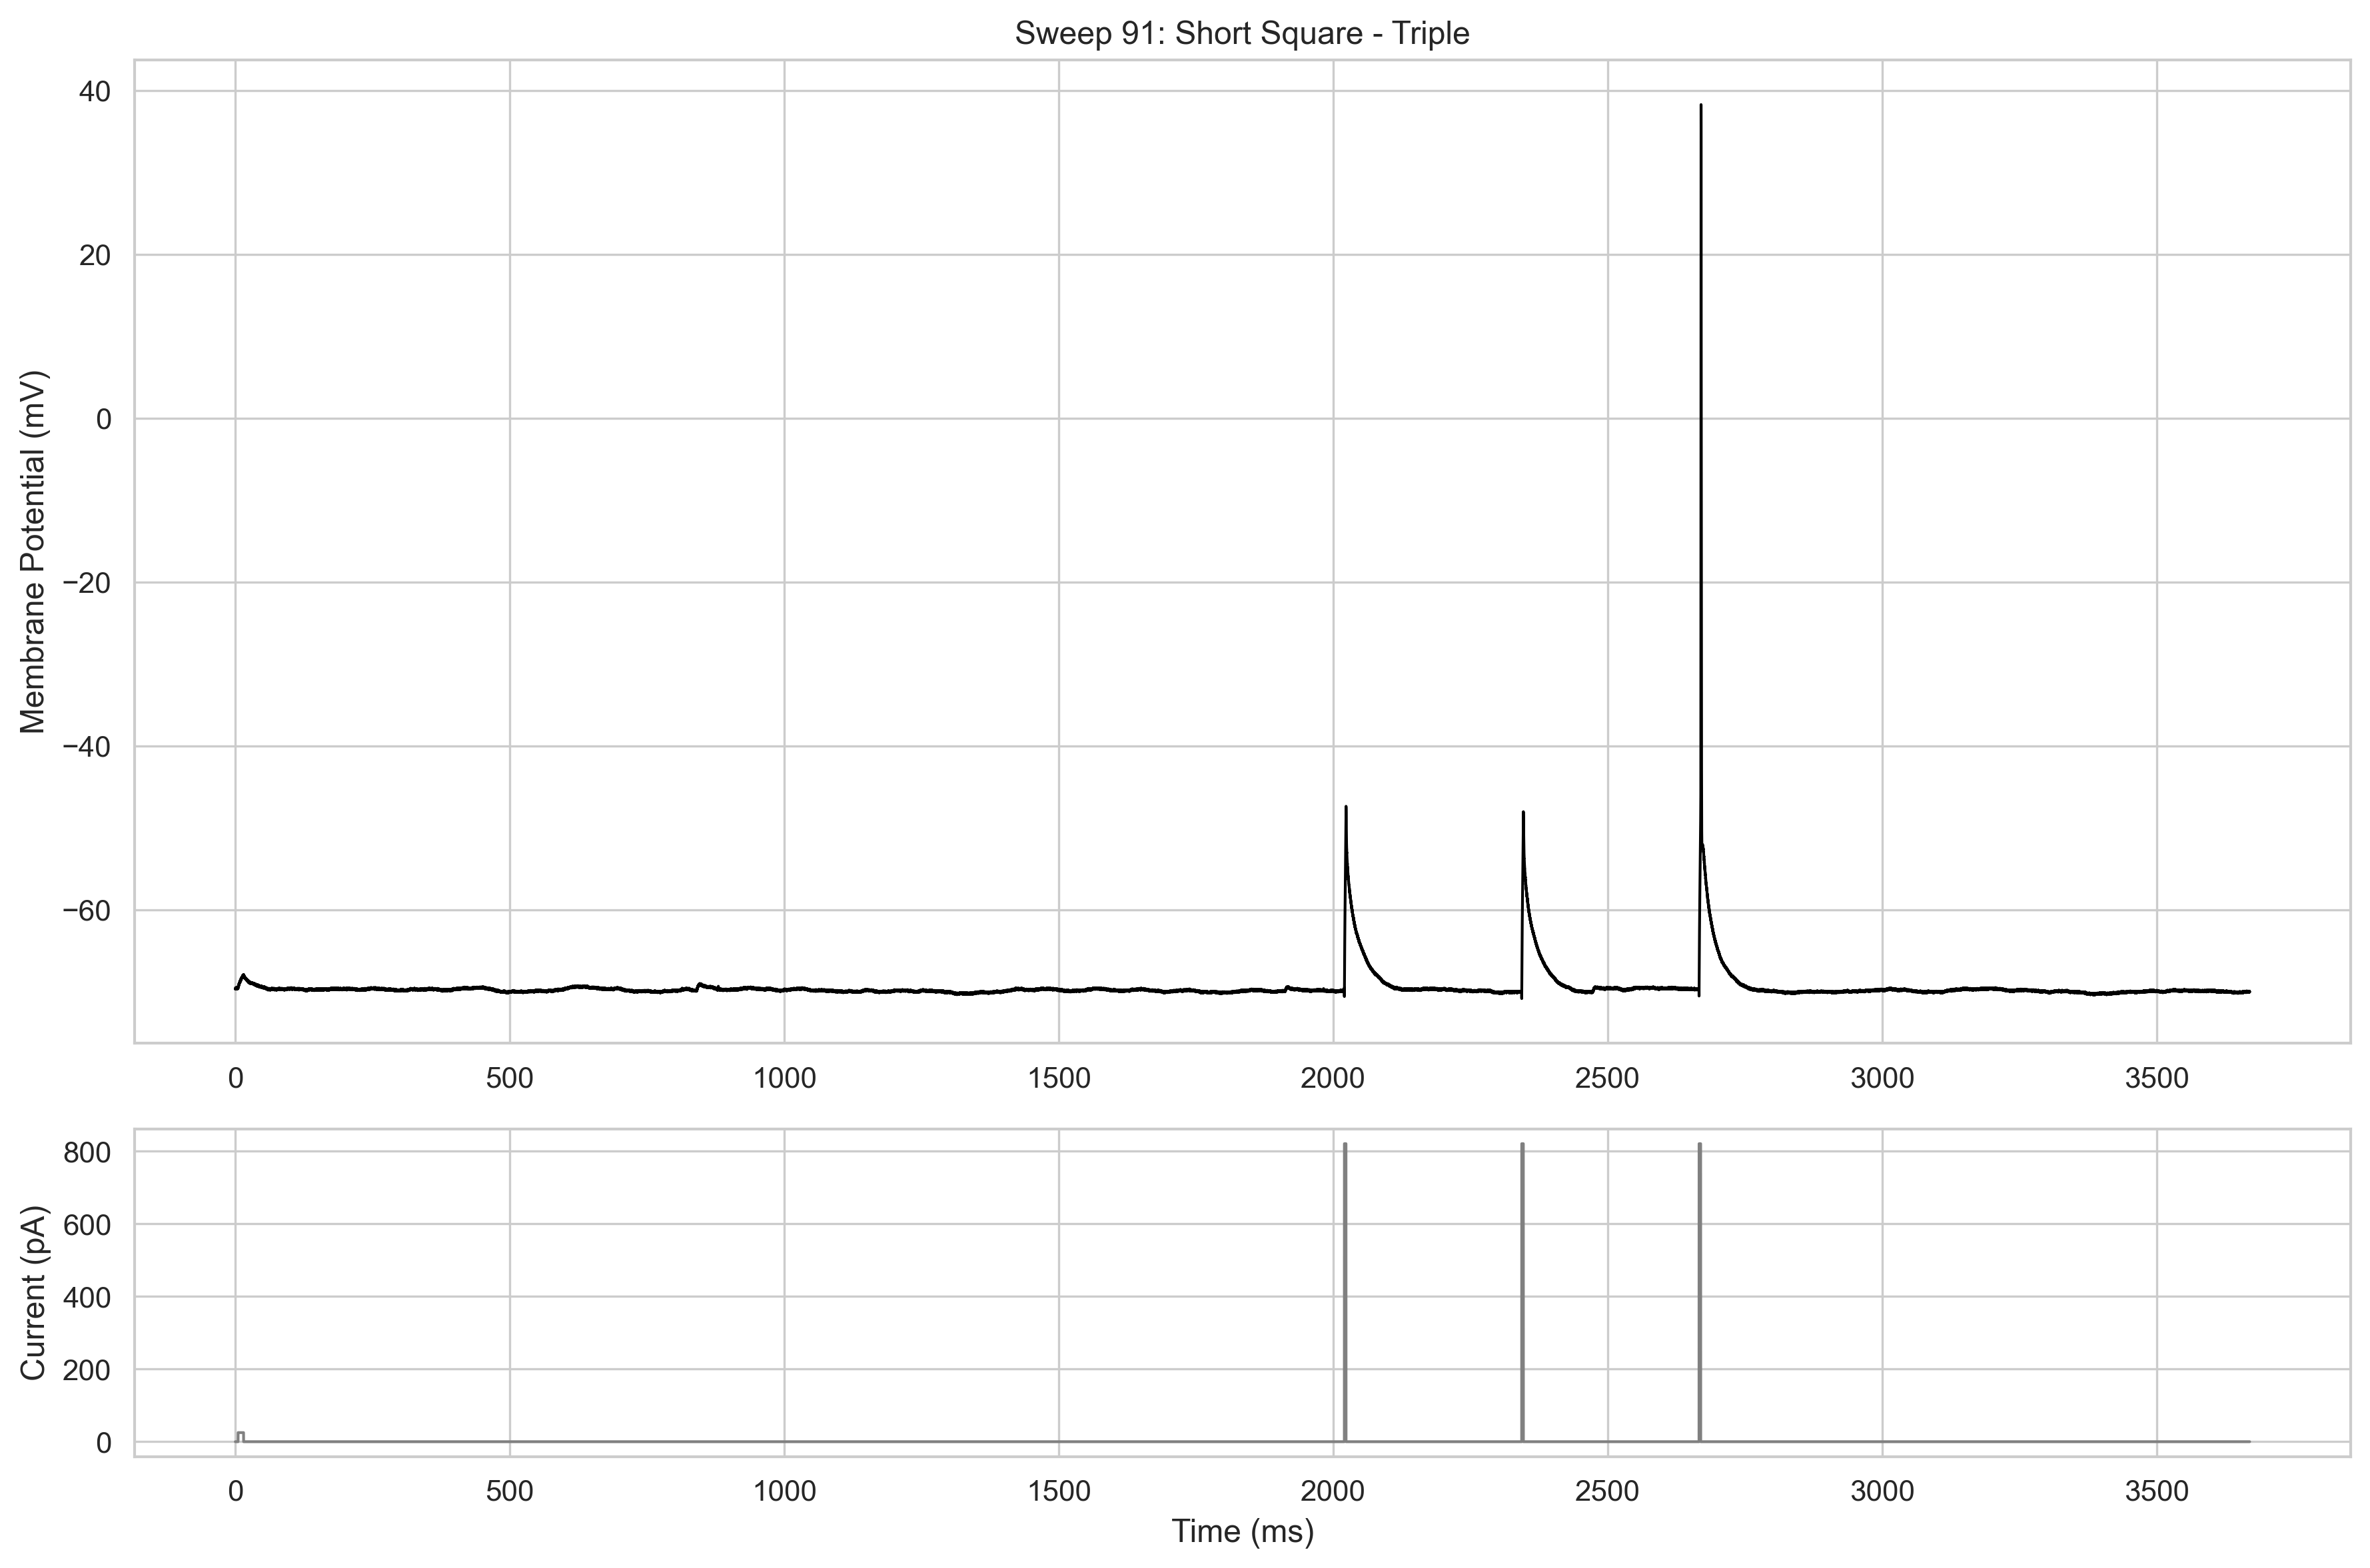 Sweep 91: Short Square - Triple
Membrane Potential (mV)
40
20
0
−20
−40
−60
0 500 1000 1500 2000 2500 3000 3500
Current (pA)
800
600
400
200
0
0 500 1000 1500 2000 2500 3000 3500
Time (ms)